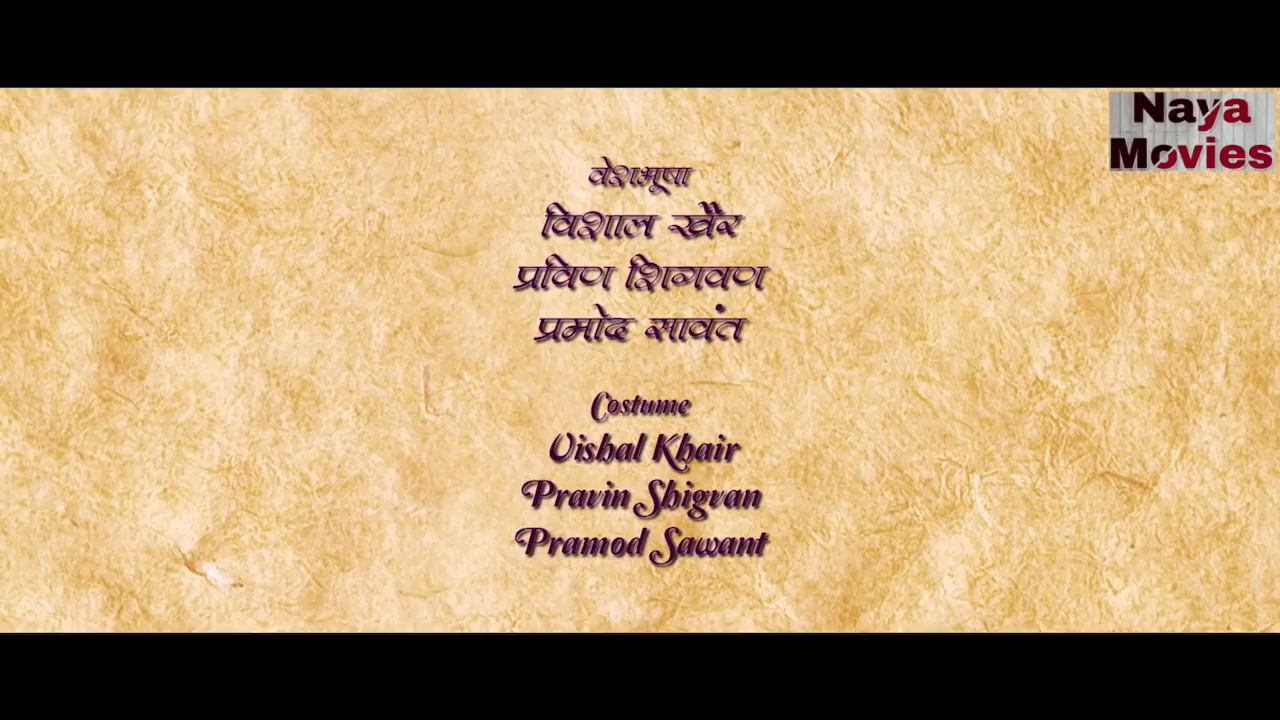 Naya
Movies
वेशभूषा
विशाल खैर
प्रविण शिगवण
प्रमोद सावंत
Costume
Vishal Khair
Pravin Shigvan
Pramod Sawant